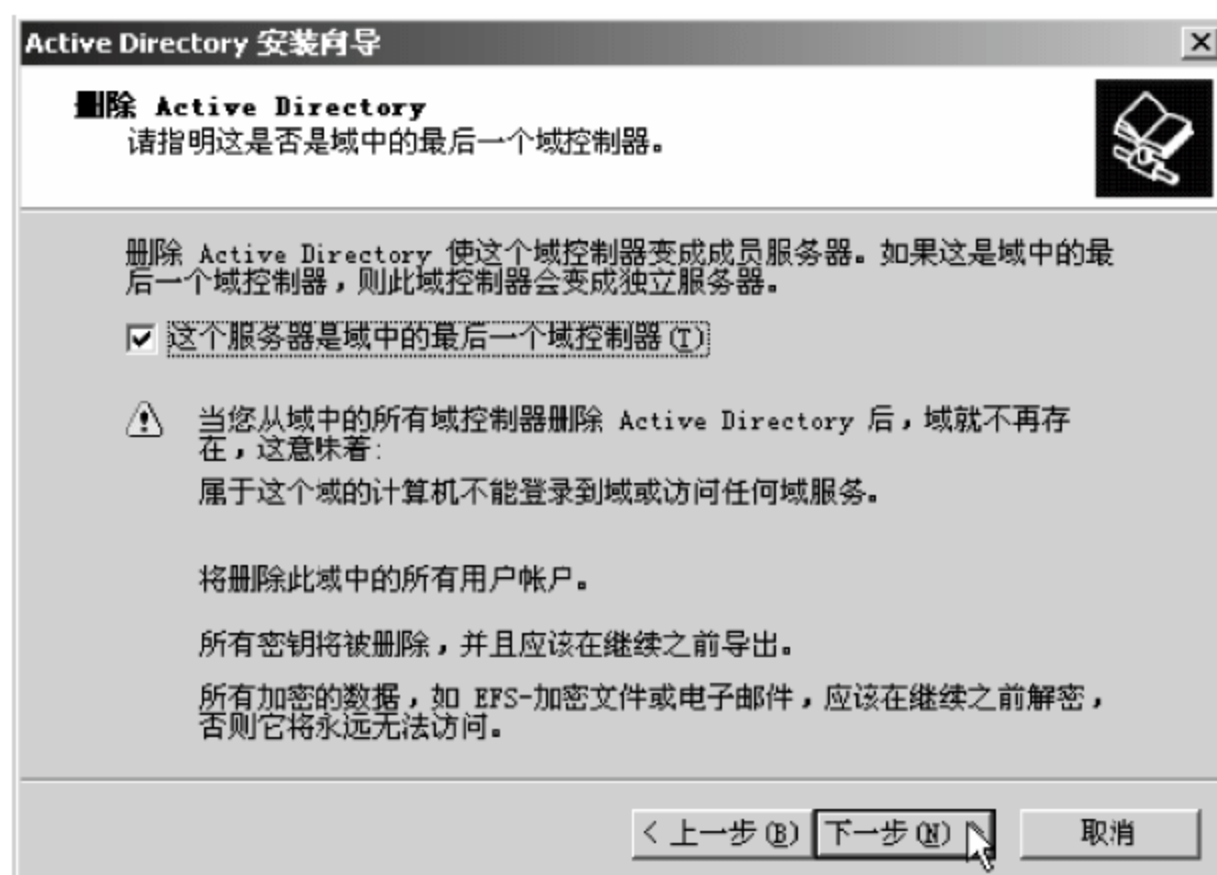 Active Directory 安装向导
删除 Active Directory
请指明这是否是域中的最后一个域控制器。
删除 Active Directory 使这个域控制器变成成员服务器。如果这是域中的最
后一个域控制器，则此域控制器会变成独立服务器。
这个服务器是域中的最后一个域控制器(T)
当您从域中的所有域控制器删除 Active Directory 后，域就不再存
在，这意味着:
属于这个域的计算机不能登录到域或访问任何域服务。
将删除此域中的所有用户帐户。
所有密钥将被删除，并且应该在继续之前导出。
所有加密的数据，如 EFS-加密文件或电子邮件，应该在继续之前解密，
否则它将永远无法访问。
< 上一步(B) 下一步(N) 取消